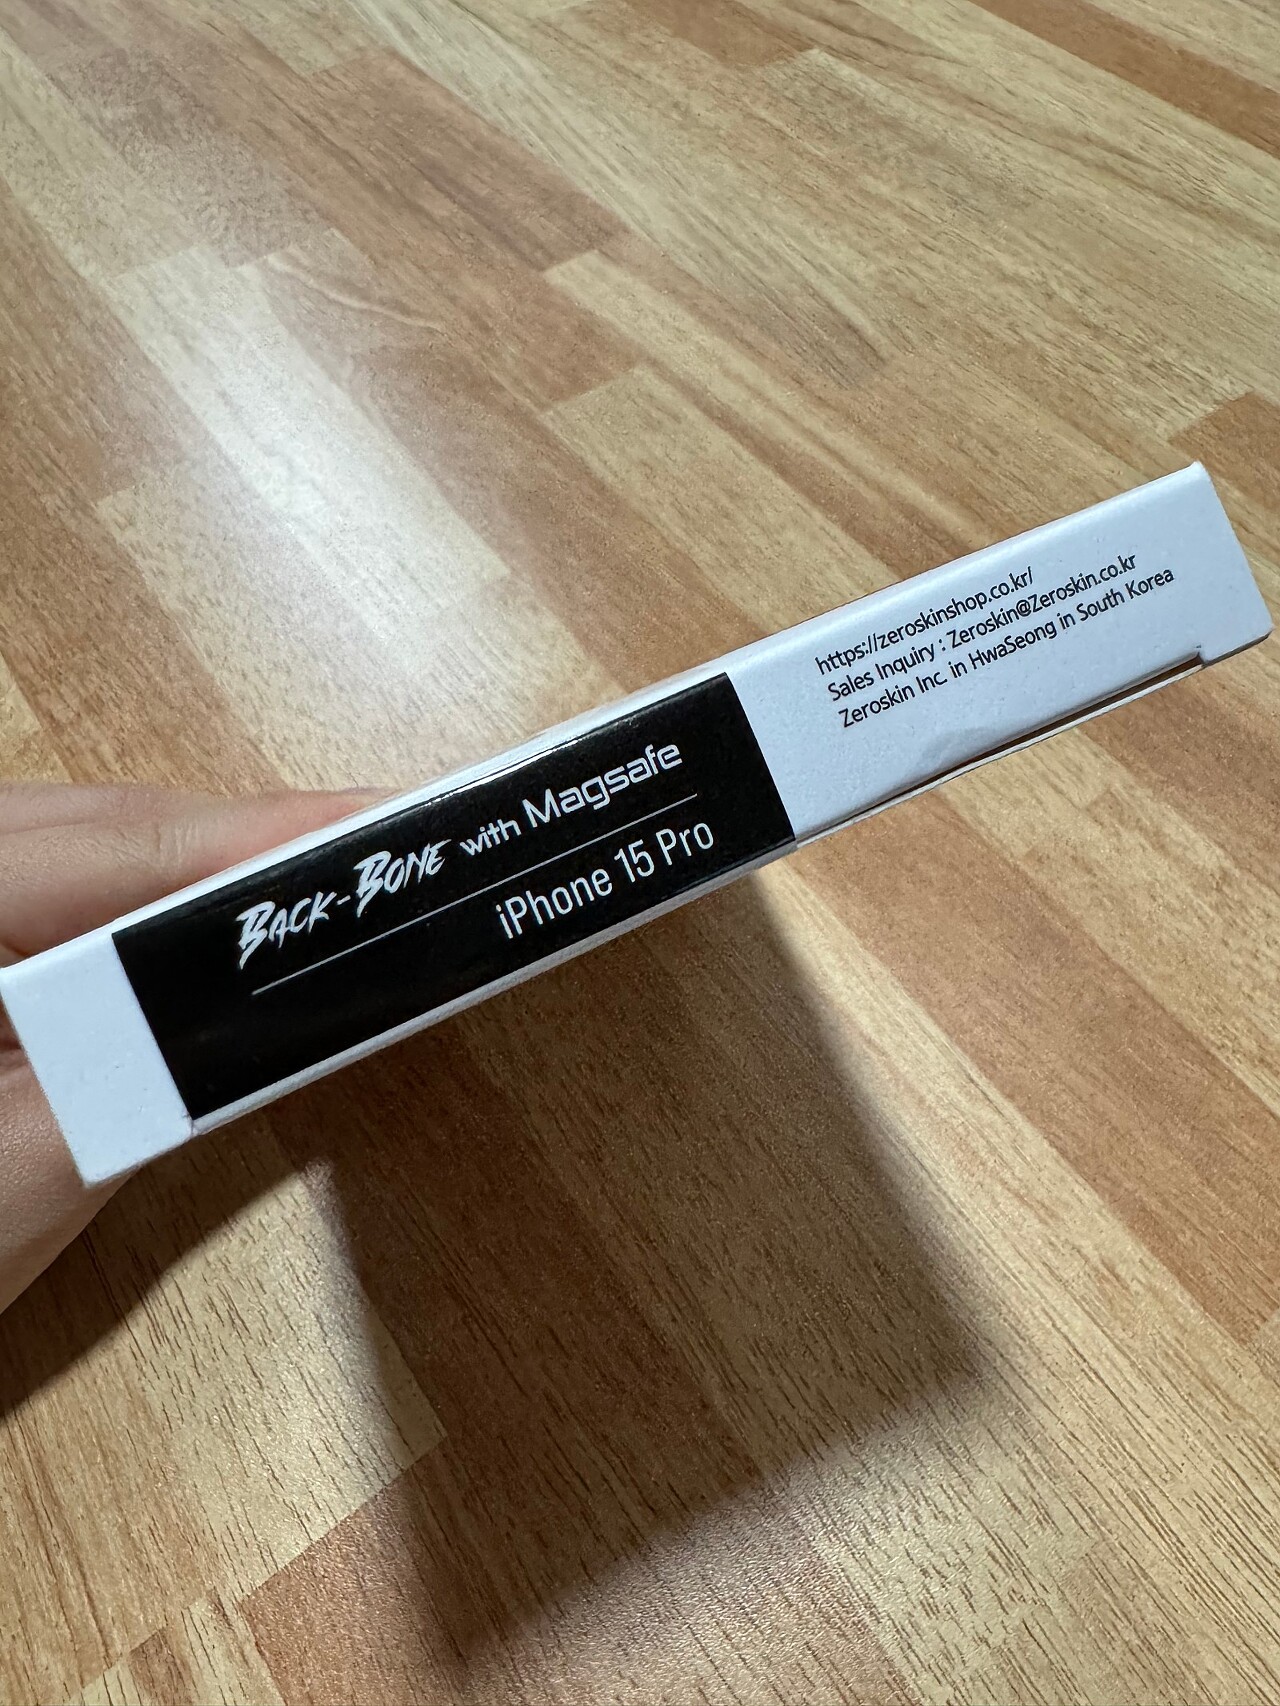 BACK-BONE with Magsafe
iPhone 15 Pro
https://zeroskinshop.co.kr/
Sales Inquiry : Zeroskin@Zeroskin.co.kr
Zeroskin Inc. in HwaSeong in South Korea